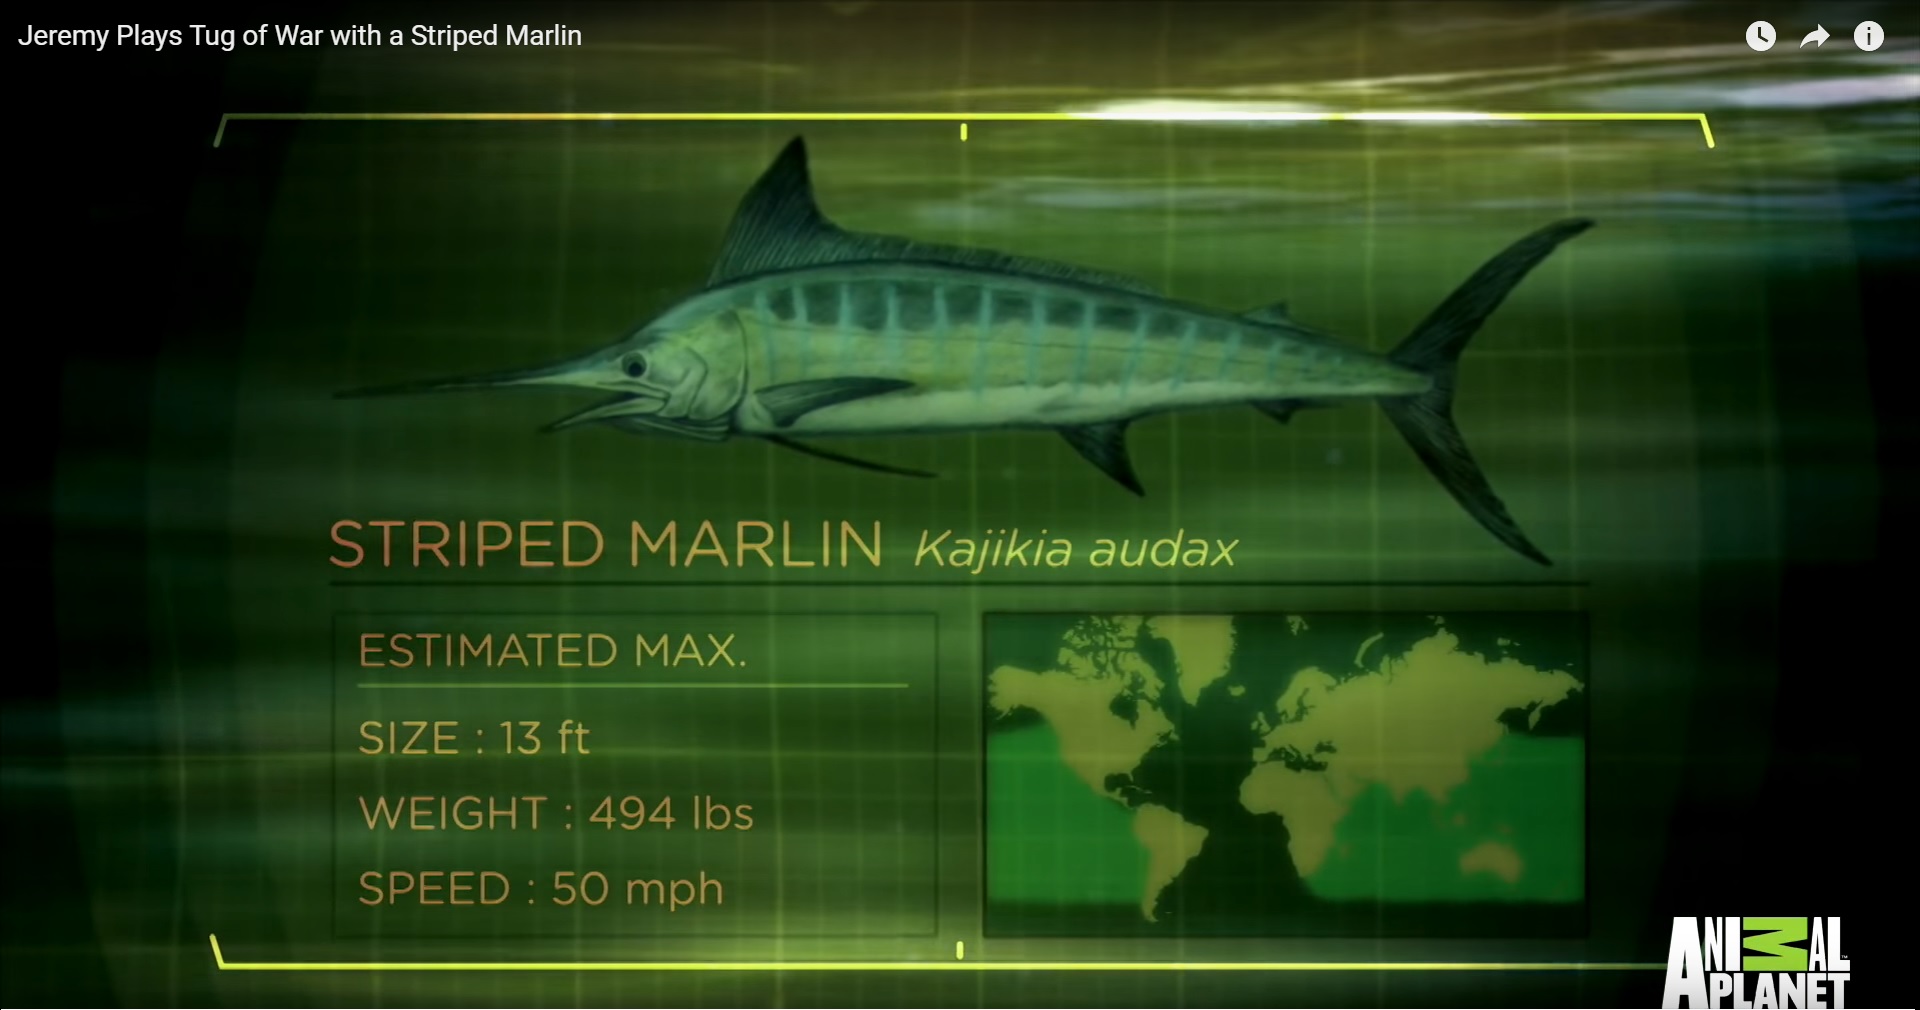 Jeremy Plays Tug of War with a Striped Marlin
STRIPED MARLIN Kajikia audax
ESTIMATED MAX.
SIZE : 13 ft
WEIGHT : 494 lbs
SPEED : 50 mph
ANIMAL
PLANET